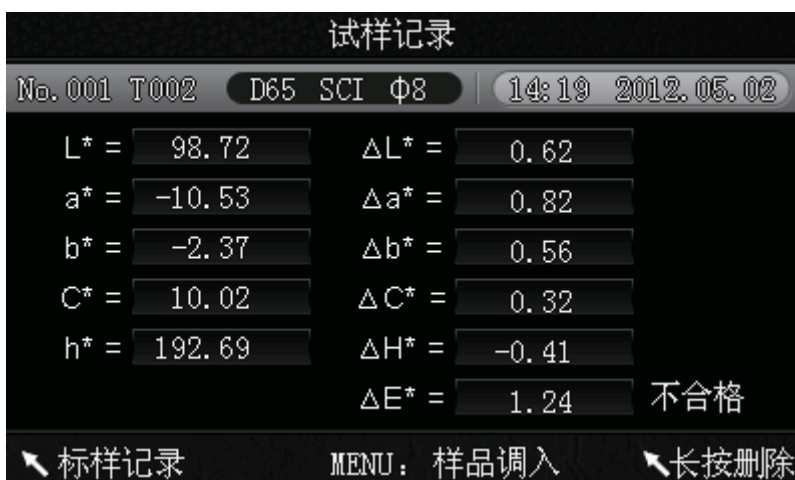 试样记录
No.001 T002 D65 SCI Φ8 14:19 2012.05.02
L* = 98.72 ΔL* = 0.62
a* = -10.53 Δa* = 0.82
b* = -2.37 Δb* = 0.56
C* = 10.02 ΔC* = 0.32
h* = 192.69 ΔH* = -0.41
ΔE* = 1.24 不合格
↖ 标样记录 MENU: 样品调入 ↖长按删除